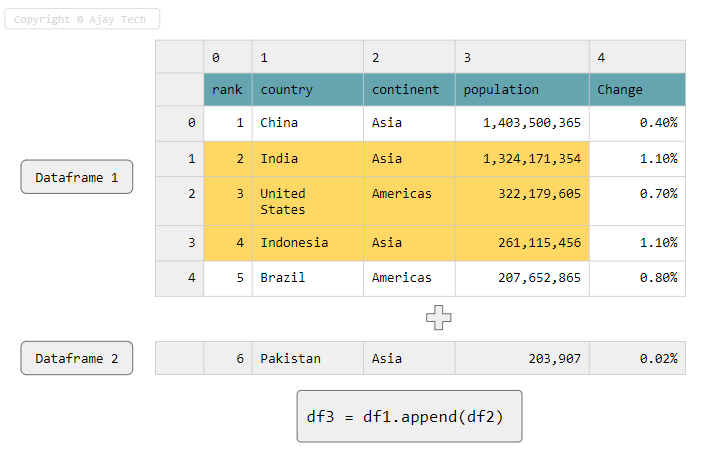 Copyright @ Ajay Tech
0 1 2 3 4
rank country continent population Change
0 1 China Asia 1,403,500,365 0.40%
Dataframe 1
1 2 India Asia 1,324,171,354 1.10%
2 3 United Americas 322,179,605 0.70%
States
3 4 Indonesia Asia 261,115,456 1.10%
4 5 Brazil Americas 207,652,865 0.80%
Dataframe 2
6 Pakistan Asia 203,907 0.02%
df3 = df1.append(df2)